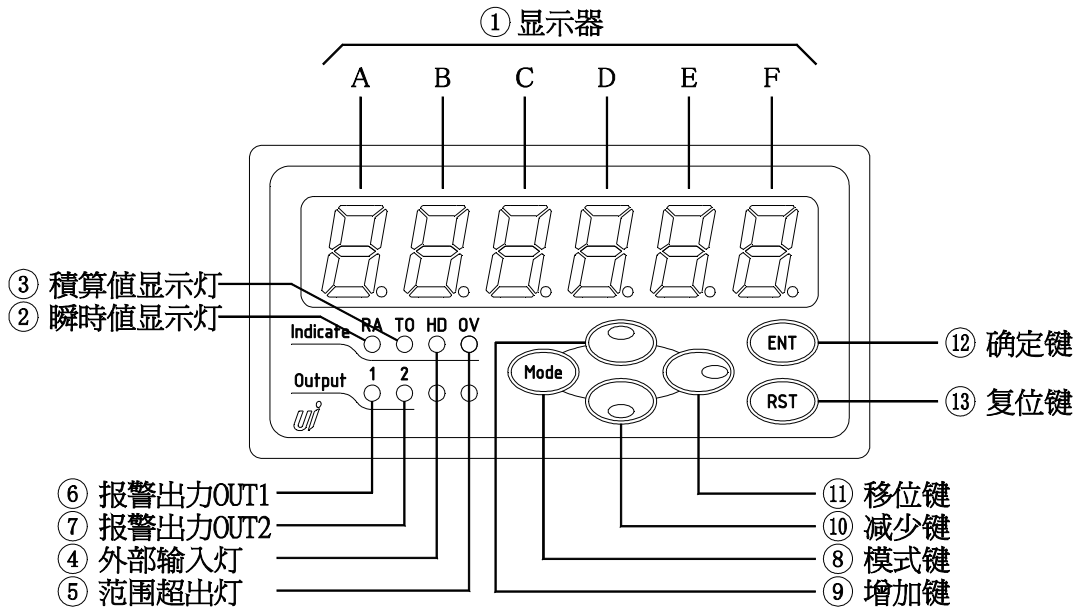 ① 显示器
A B C D E F
③ 積算值显示灯
② 瞬時值显示灯
Indicate RA TO HD OV
Output 1 2
Mode
ENT
RST
⑫ 确定键
⑬ 复位键
⑥ 报警出力OUT1
⑦ 报警出力OUT2
④ 外部输入灯
⑤ 范围超出灯
⑪ 移位键
⑩ 减少键
⑧ 模式键
⑨ 增加键